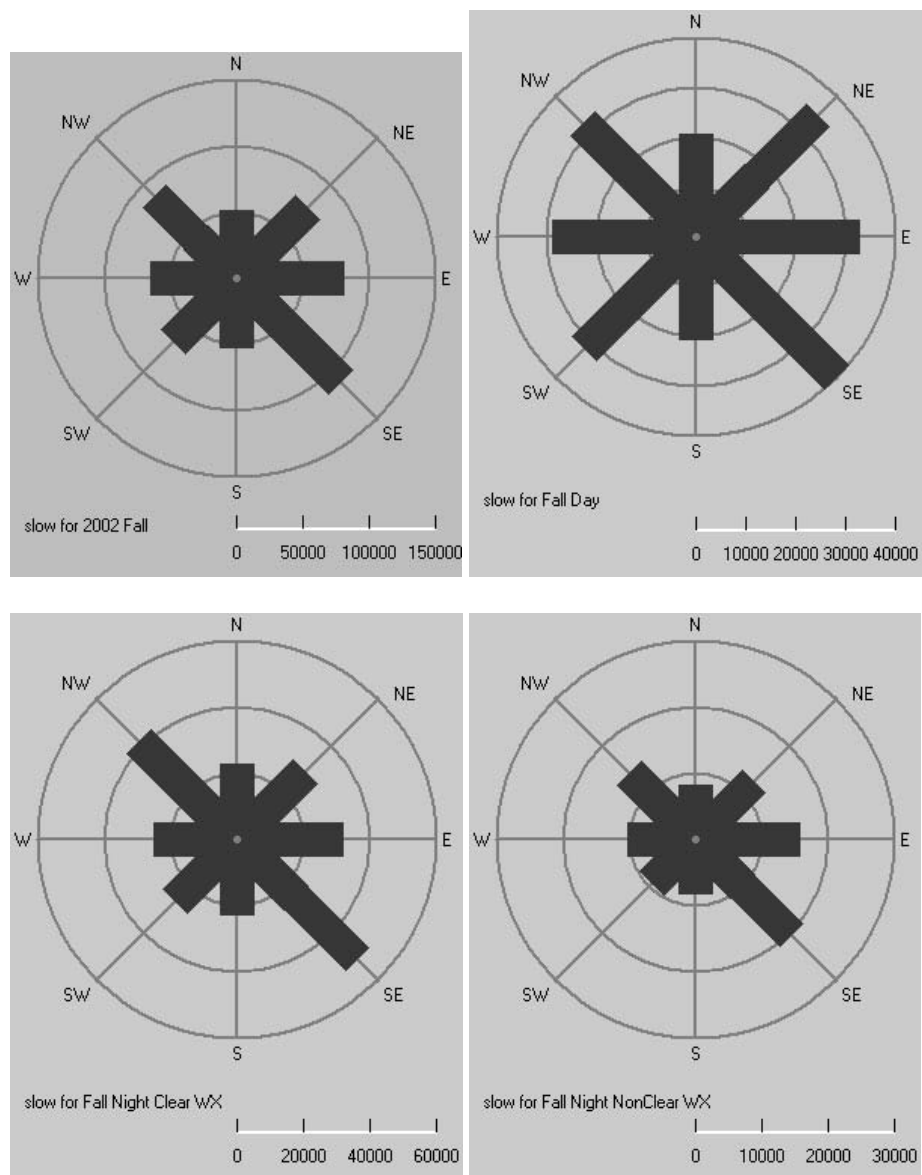 N
NW
NE
W
E
SW
SE
S
slow for 2002 Fall
0 50000 100000 150000
N
NW
NE
W
E
SW
SE
S
slow for Fall Day
0 10000 20000 30000 40000
N
NW
NE
W
E
SW
SE
S
slow for Fall Night Clear WX
0 20000 40000 60000
N
NW
NE
W
E
SW
SE
S
slow for Fall Night NonClear WX
0 10000 20000 30000